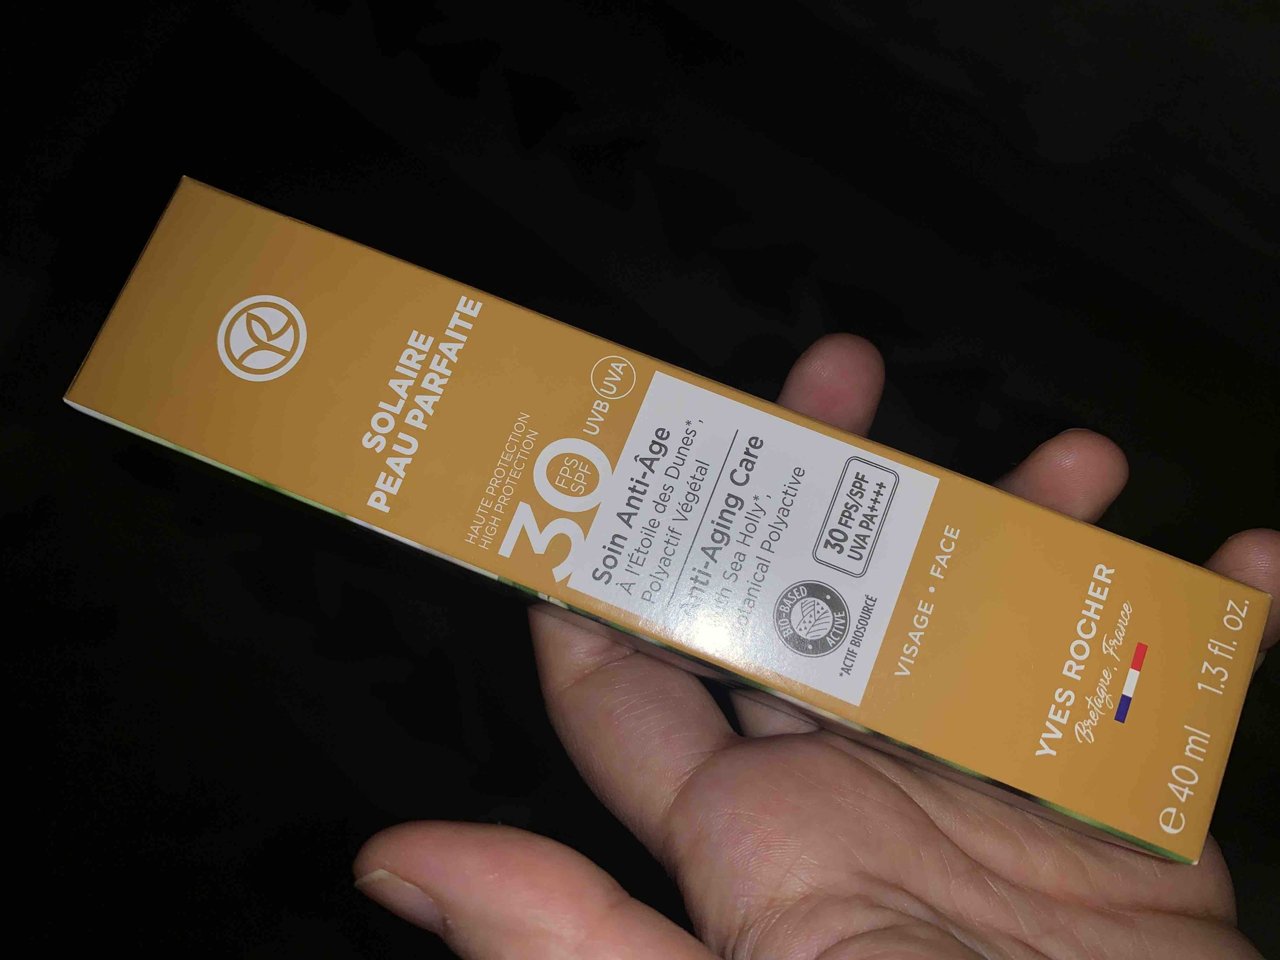 SOLAIRE
PEAU PARFAITE
HAUTE PROTECTION
HIGH PROTECTION
30 FPS
SPF
UVB UVA
Soin Anti-Âge
À l'Étoile des Dunes*,
Polyactif Végétal
Anti-Aging Care
with Sea Holly*,
Botanical Polyactive
30 FPS/SPF
UVA PA++++
BIO-BASED
ACTIVE
*ACTIF BIOSOURCÉ
VISAGE • FACE
YVES ROCHER
Bretagne, France
e 40 ml 1.3 fl. oz.